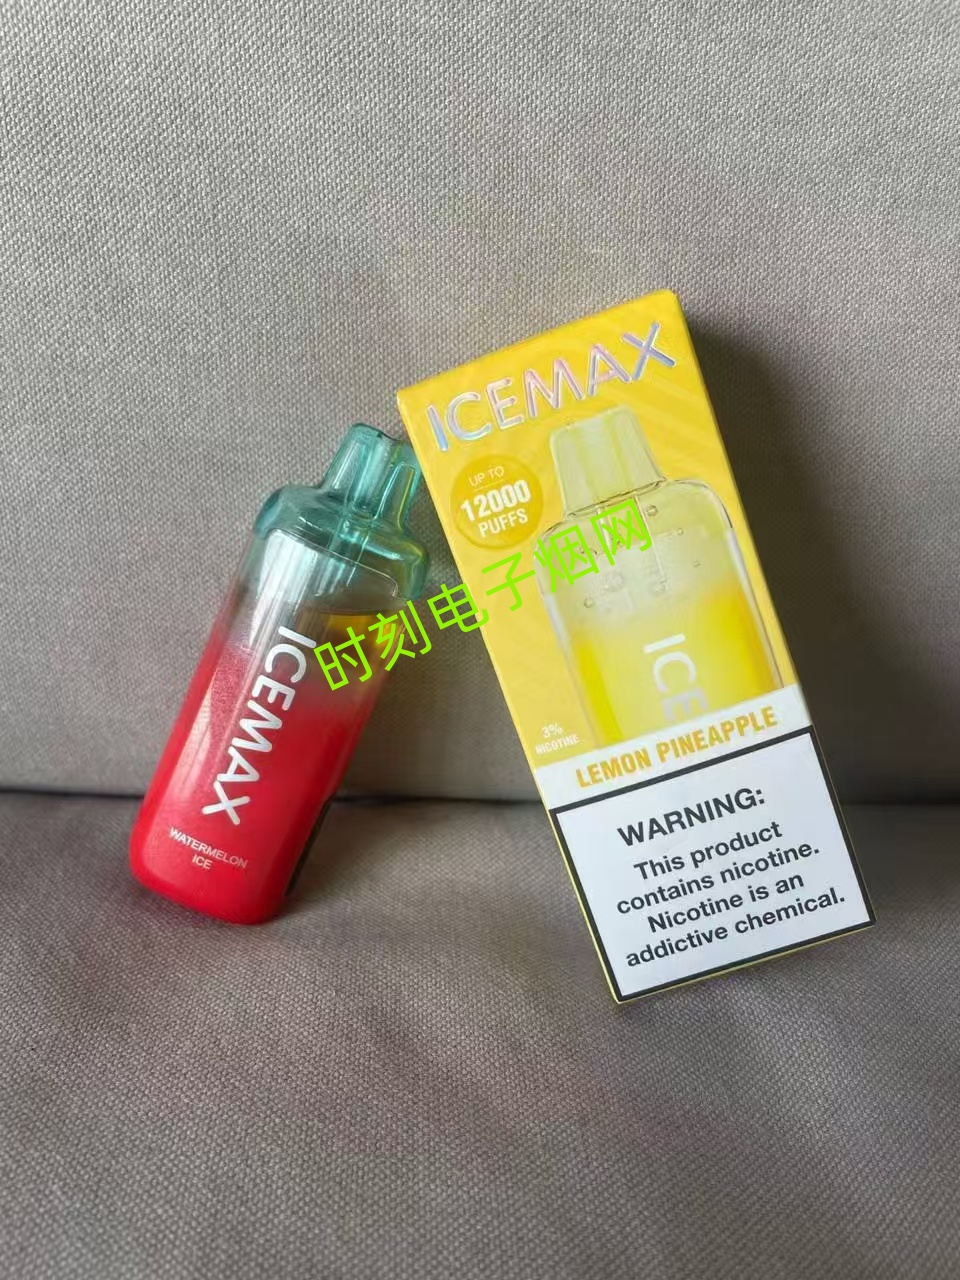 ICEMAX
UP TO
12000
PUFFS
ICE
3%
NICOTINE
LEMON PINEAPPLE
WARNING:
This product
contains nicotine.
Nicotine is an
addictive chemical.
ICEMAX
WATERMELON
ICE
时刻电子烟网